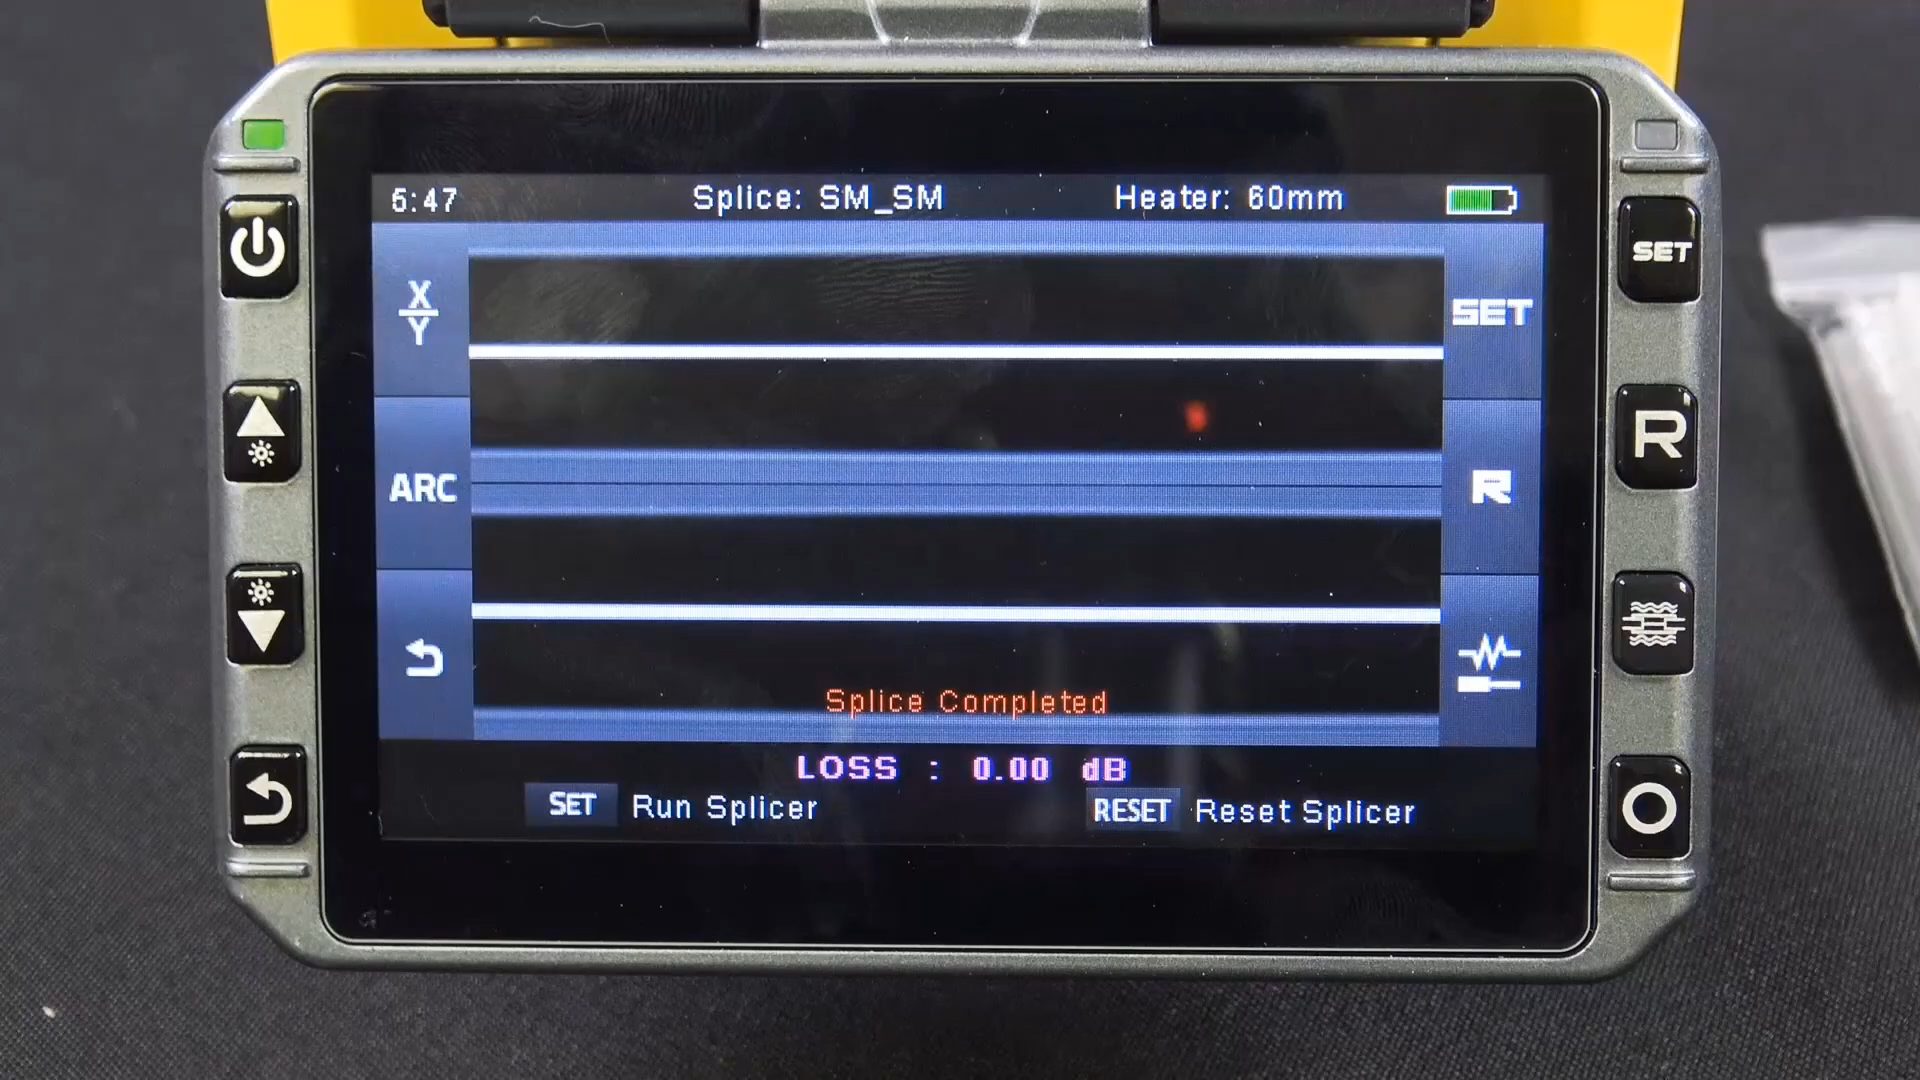 5:47 Splice: SM_SM Heater: 60mm
X
Y
SET
SET
ARC
R
R
Splice Completed
LOSS : 0.00 dB
SET Run Splicer RESET Reset Splicer